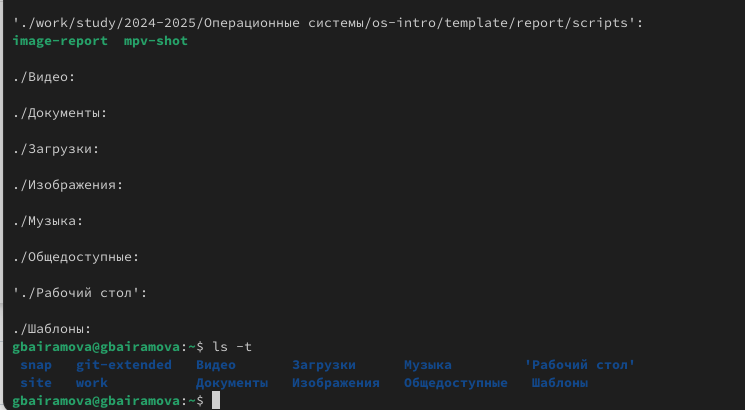 './work/study/2024-2025/Операционные системы/os-intro/template/report/scripts':
image-report  mpv-shot
./Видео:
./Документы:
./Загрузки:
./Изображения:
./Музыка:
./Общедоступные:
'./Рабочий стол':
./Шаблоны:
gbairamova@gbairamova:~$ ls -t
snap  git-extended  Видео  Загрузки  Музыка  'Рабочий стол'
site  work  Документы  Изображения  Общедоступные  Шаблоны
gbairamova@gbairamova:~$